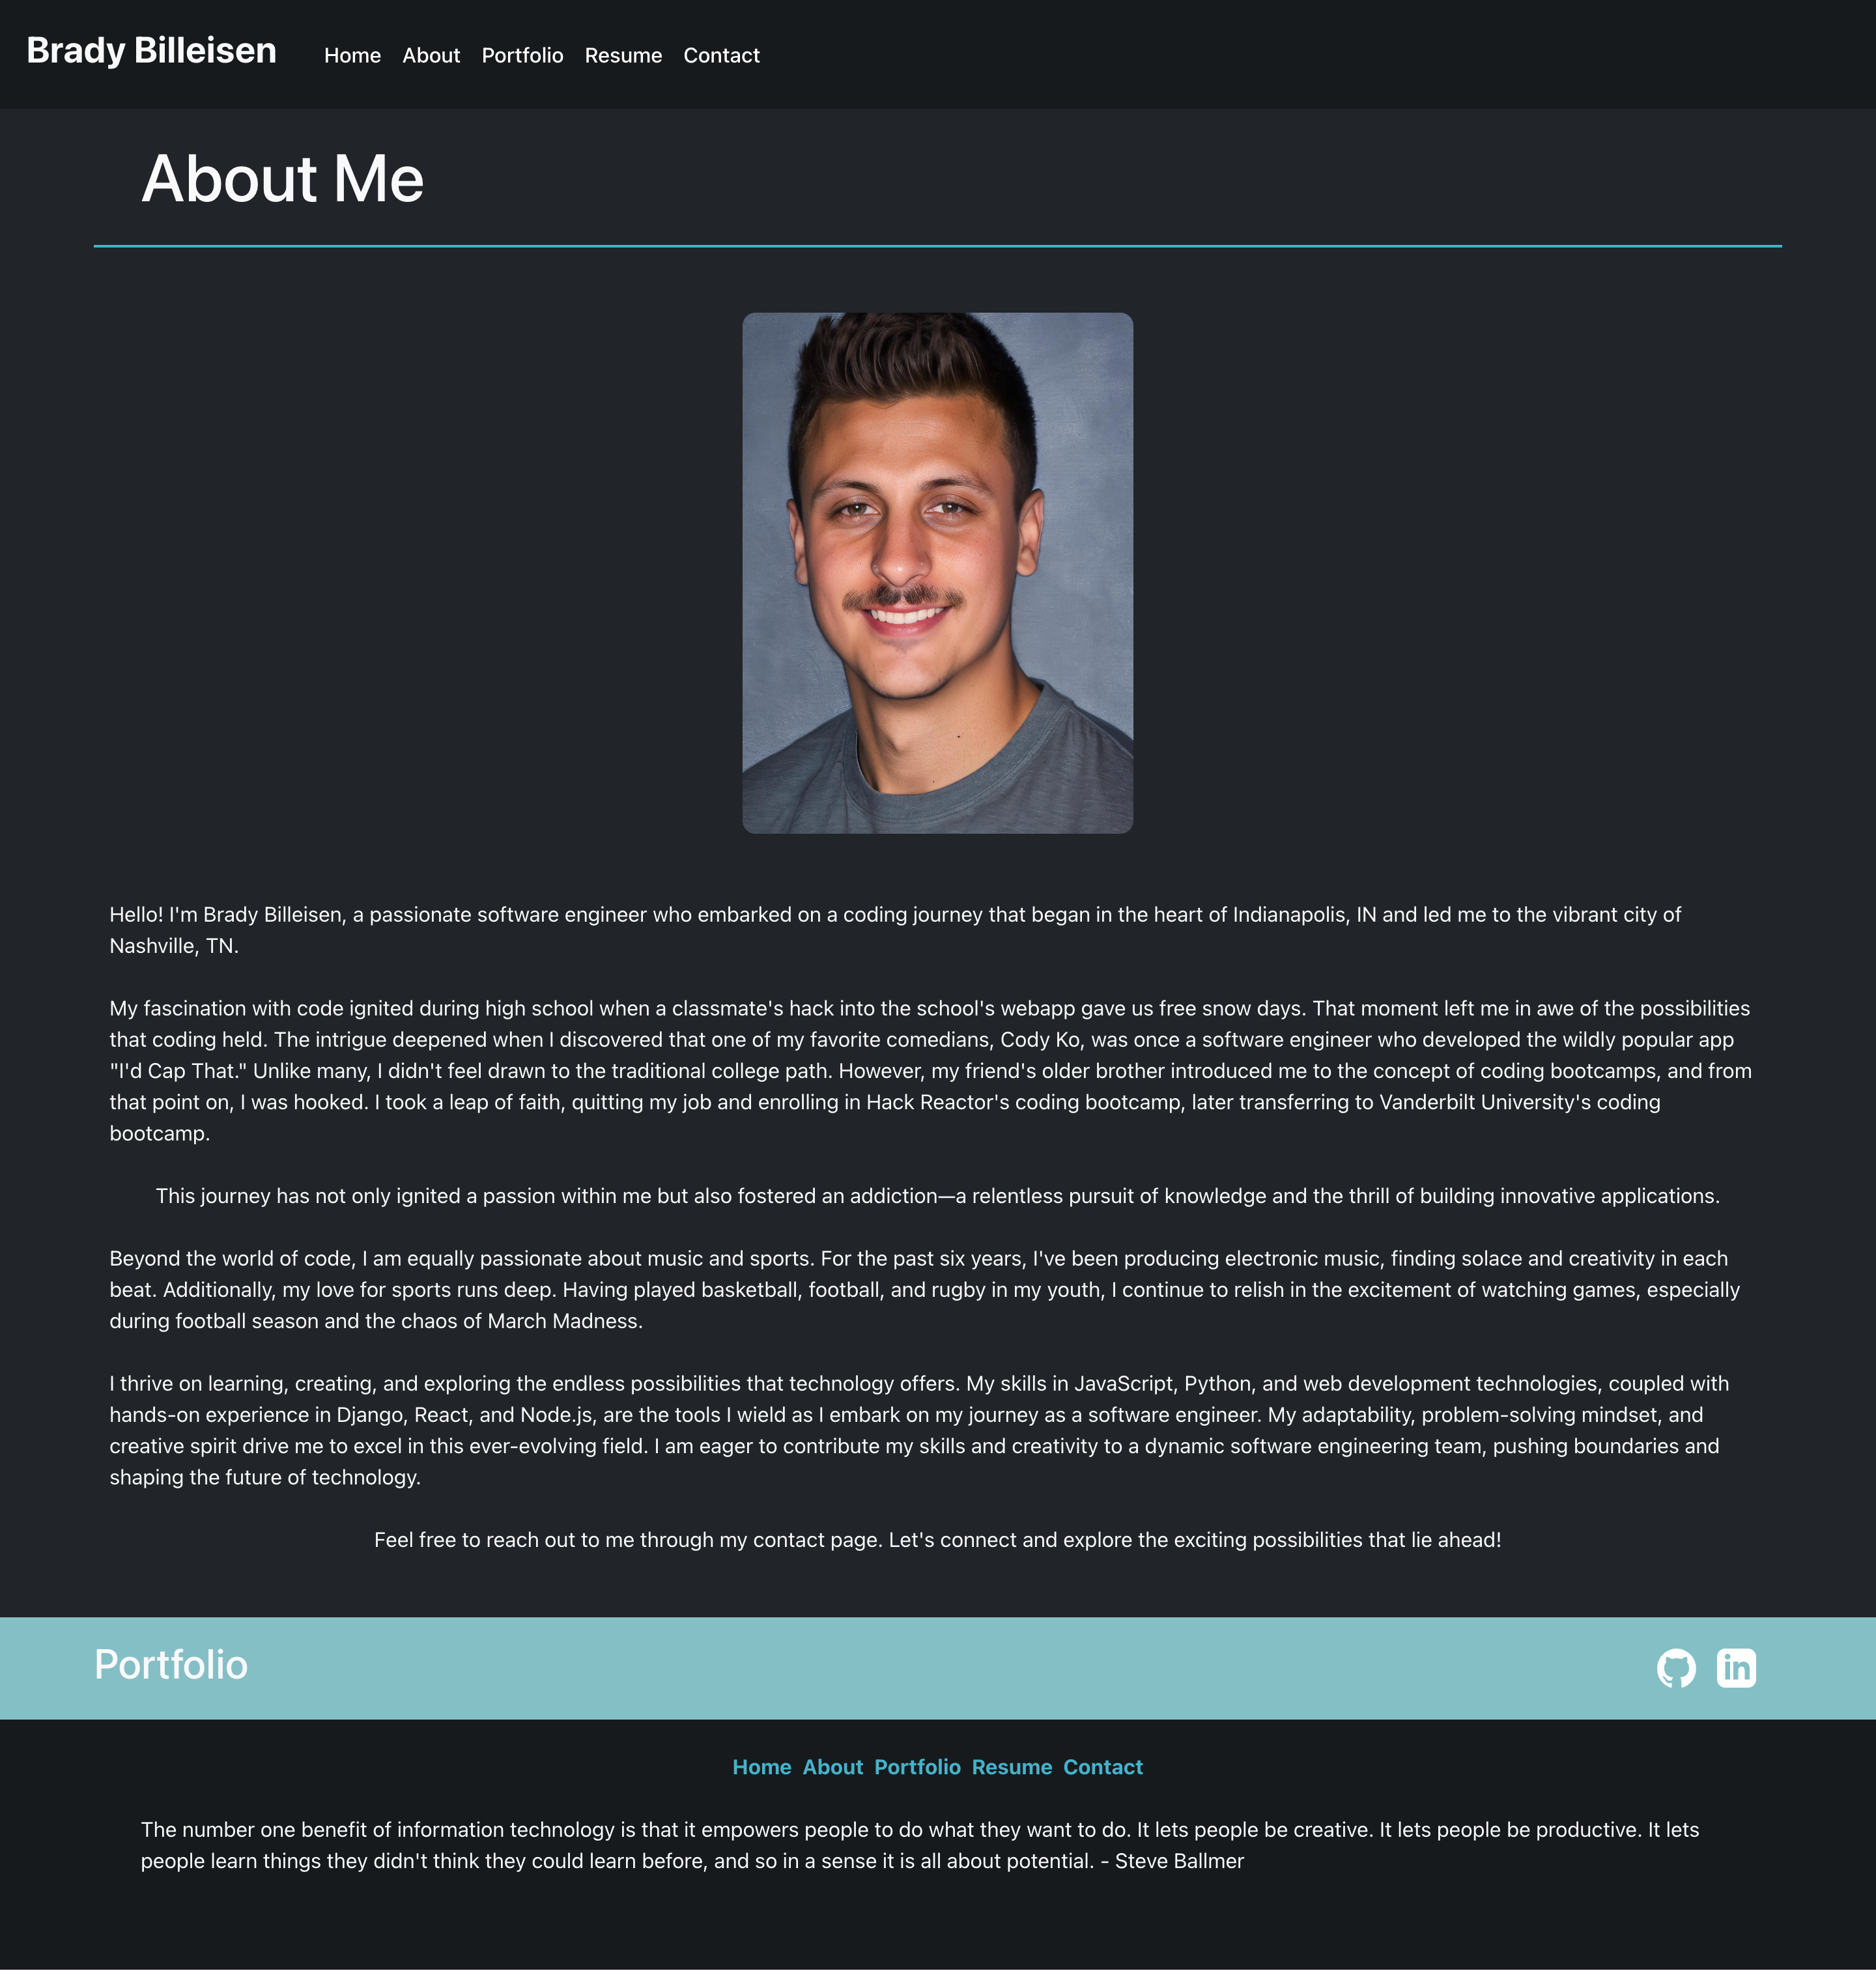 Brady Billeisen
Home About Portfolio Resume Contact
About Me
Hello! I'm Brady Billeisen, a passionate software engineer who embarked on a coding journey that began in the heart of Indianapolis, IN and led me to the vibrant city of
Nashville, TN.
My fascination with code ignited during high school when a classmate's hack into the school's webapp gave us free snow days. That moment left me in awe of the possibilities
that coding held. The intrigue deepened when I discovered that one of my favorite comedians, Cody Ko, was once a software engineer who developed the wildly popular app
"I'd Cap That." Unlike many, I didn't feel drawn to the traditional college path. However, my friend's older brother introduced me to the concept of coding bootcamps, and from
that point on, I was hooked. I took a leap of faith, quitting my job and enrolling in Hack Reactor's coding bootcamp, later transferring to Vanderbilt University's coding
bootcamp.
This journey has not only ignited a passion within me but also fostered an addiction—a relentless pursuit of knowledge and the thrill of building innovative applications.
Beyond the world of code, I am equally passionate about music and sports. For the past six years, I've been producing electronic music, finding solace and creativity in each
beat. Additionally, my love for sports runs deep. Having played basketball, football, and rugby in my youth, I continue to relish in the excitement of watching games, especially
during football season and the chaos of March Madness.
I thrive on learning, creating, and exploring the endless possibilities that technology offers. My skills in JavaScript, Python, and web development technologies, coupled with
hands-on experience in Django, React, and Node.js, are the tools I wield as I embark on my journey as a software engineer. My adaptability, problem-solving mindset, and
creative spirit drive me to excel in this ever-evolving field. I am eager to contribute my skills and creativity to a dynamic software engineering team, pushing boundaries and
shaping the future of technology.
Feel free to reach out to me through my contact page. Let's connect and explore the exciting possibilities that lie ahead!
Portfolio
in
Home About Portfolio Resume Contact
The number one benefit of information technology is that it empowers people to do what they want to do. It lets people be creative. It lets people be productive. It lets
people learn things they didn't think they could learn before, and so in a sense it is all about potential. - Steve Ballmer